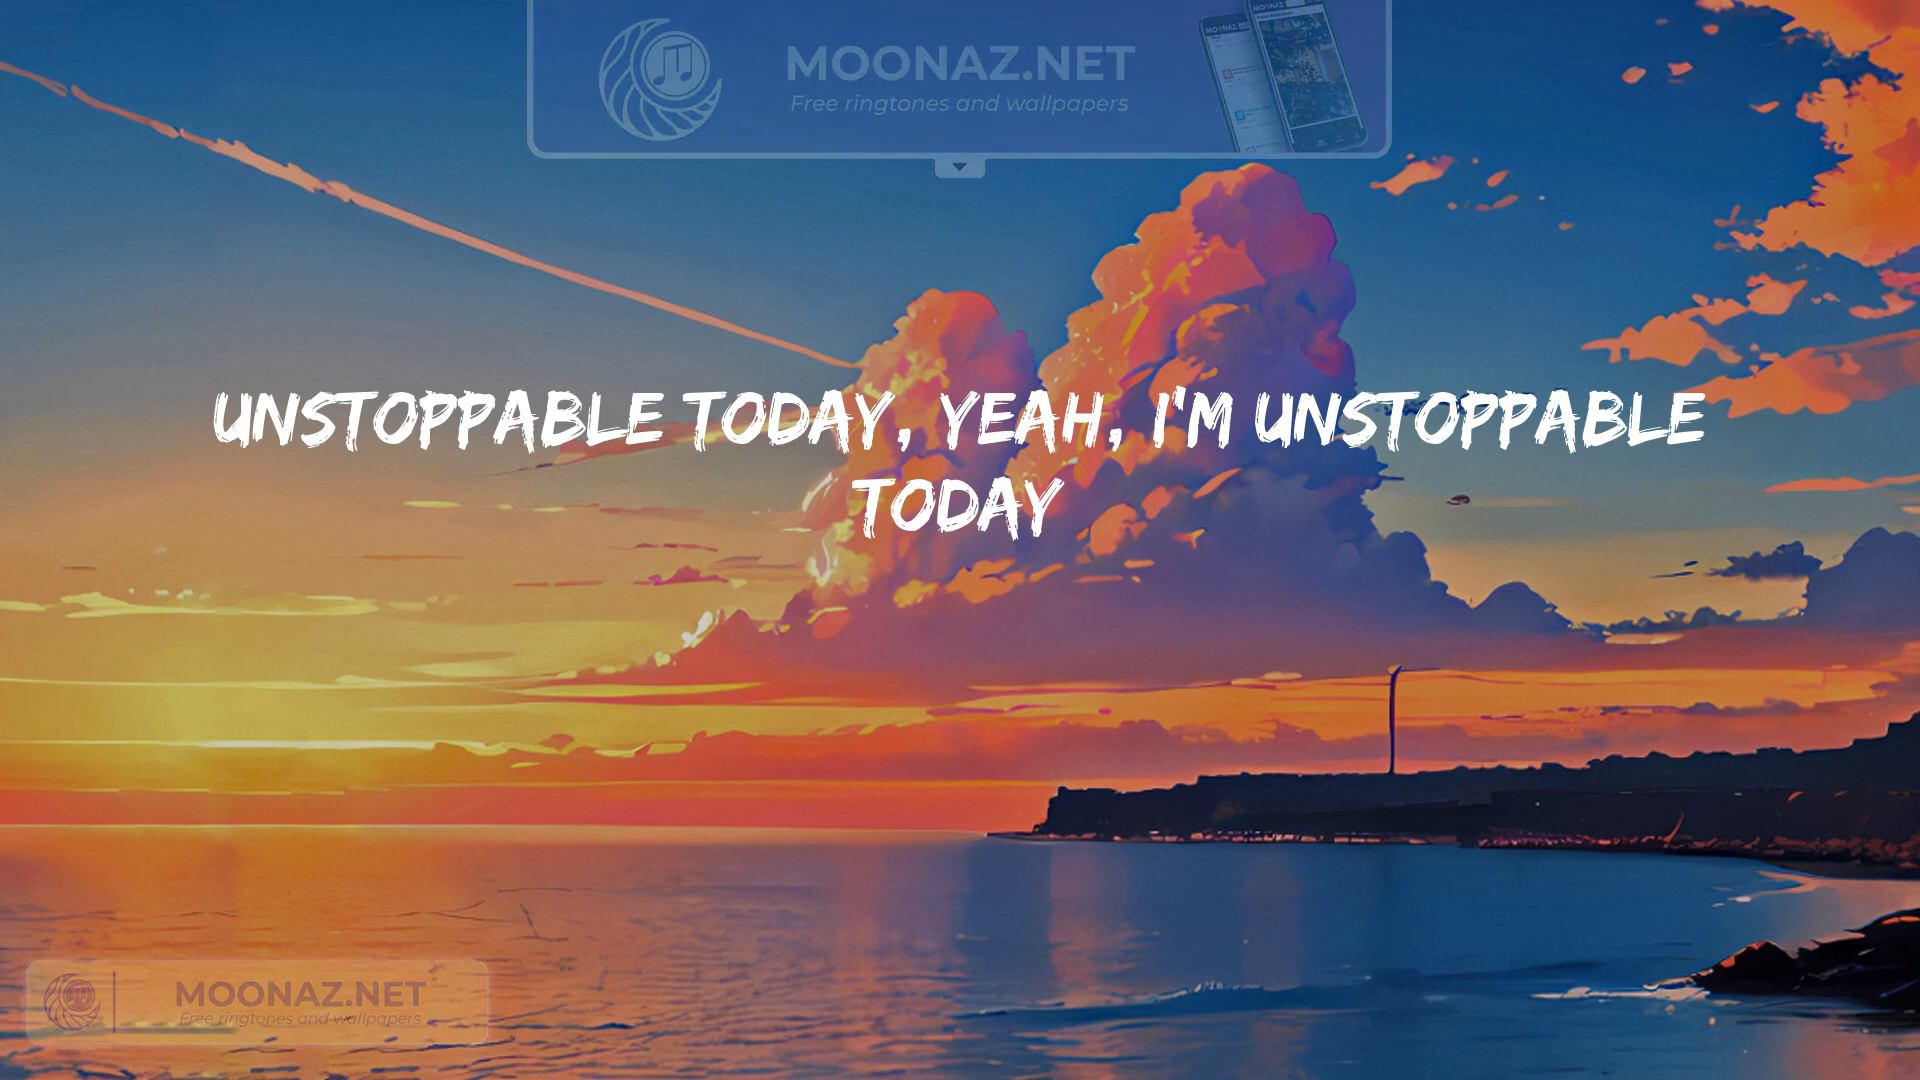 MOONAZ.NET
Free ringtones and wallpapers
UNSTOPPABLE TODAY, YEAH, I'M UNSTOPPABLE
TODAY
MOONAZ.NET
Free ringtones and wallpapers